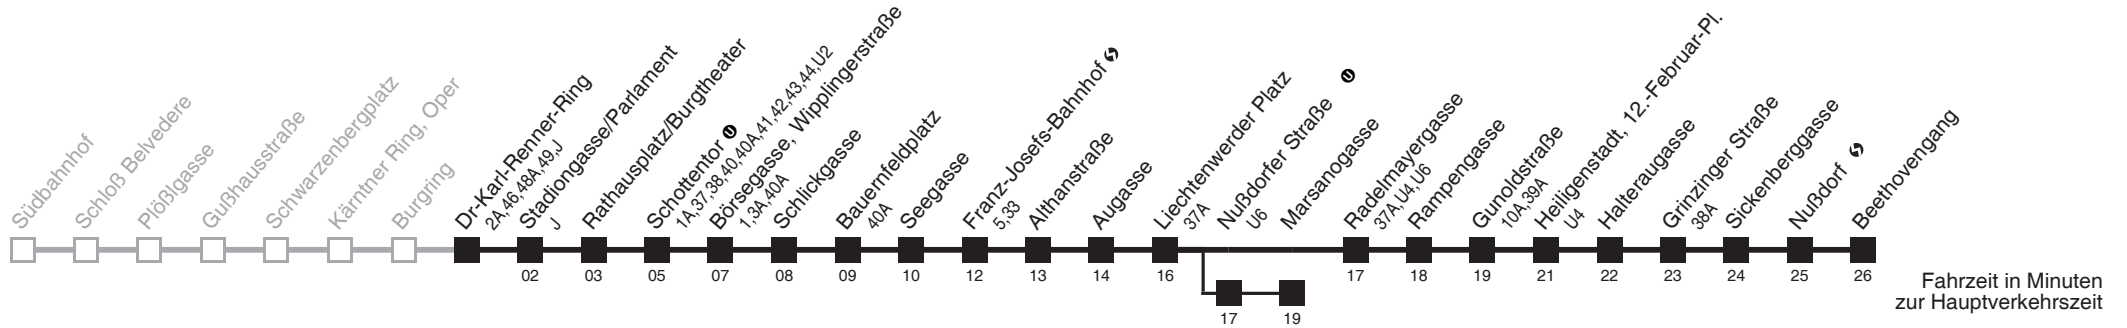 Südbahnhof
Schloß Belvedere
Plößlgasse
Gußhausstraße
Schwarzenbergplatz
Kärntner Ring, Oper
Burgring
Dr-Karl-Renner-Ring
2A,46,48A,49,J
Stadiongasse/Parlament
J
Rathausplatz/Burgtheater
Schottentor U
1A,37,38,40,40A,41,42,43,44,U2
Börsegasse, Wipplingerstraße
1,3A,40A
Schlickgasse
Bauernfeldplatz
40A
Seegasse
Franz-Josefs-Bahnhof
5,33
Althanstraße
Augasse
Liechtenwerder Platz
37A
Nußdorfer Straße U
U6
Marsanogasse
Radelmayergasse
37A,U4,U6
Rampengasse
Gunoldstraße
10A,39A
Heiligenstadt, 12.-Februar-Pl.
U4
Halteraugasse
Grinzinger Straße
38A
Sickenberggasse
Nußdorf
Beethovengang
02 03 05 07 08 09 10 12 13 14 16 17 18 19 21 22 23 24 25 26
17 19
Fahrzeit in Minuten
zur Hauptverkehrszeit